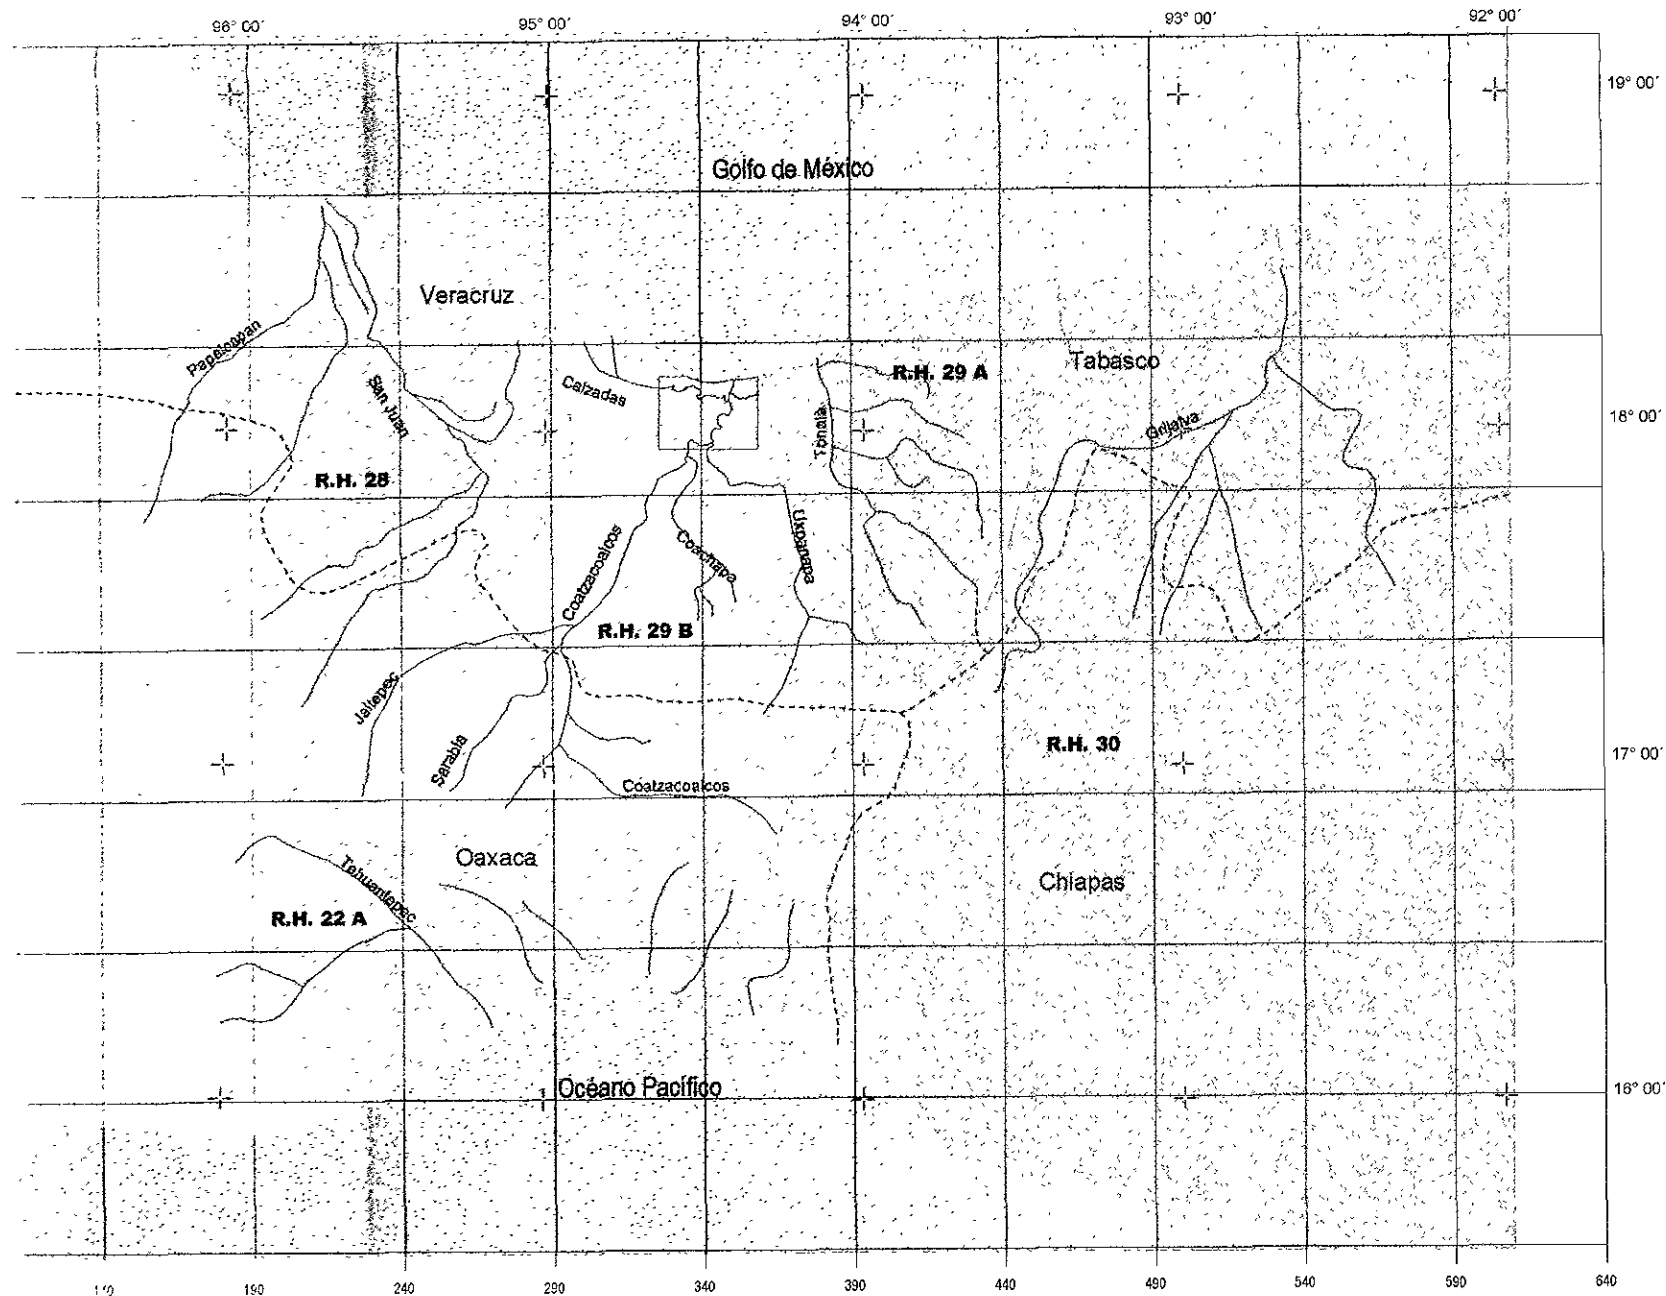 96° 00´ 95° 00´ 94° 00´ 93° 00´ 92° 00´
19° 00´
Golfo de México
Veracruz
Papaloapan
San Juan
Calzadas
R.H. 29 A
Tabasco
Tonalá
Grijalva
18° 00´
R.H. 28
Coatzacoalcos
Coachapa
Uxpanapa
R.H. 29 B
Jaltepec
Sarabia
R.H. 30
17° 00´
Coatzacoalcos
Oaxaca
Tehuantepec
Chiapas
R.H. 22 A
Océano Pacífico
16° 00´
190 240 290 340 390 440 490 540 590 640